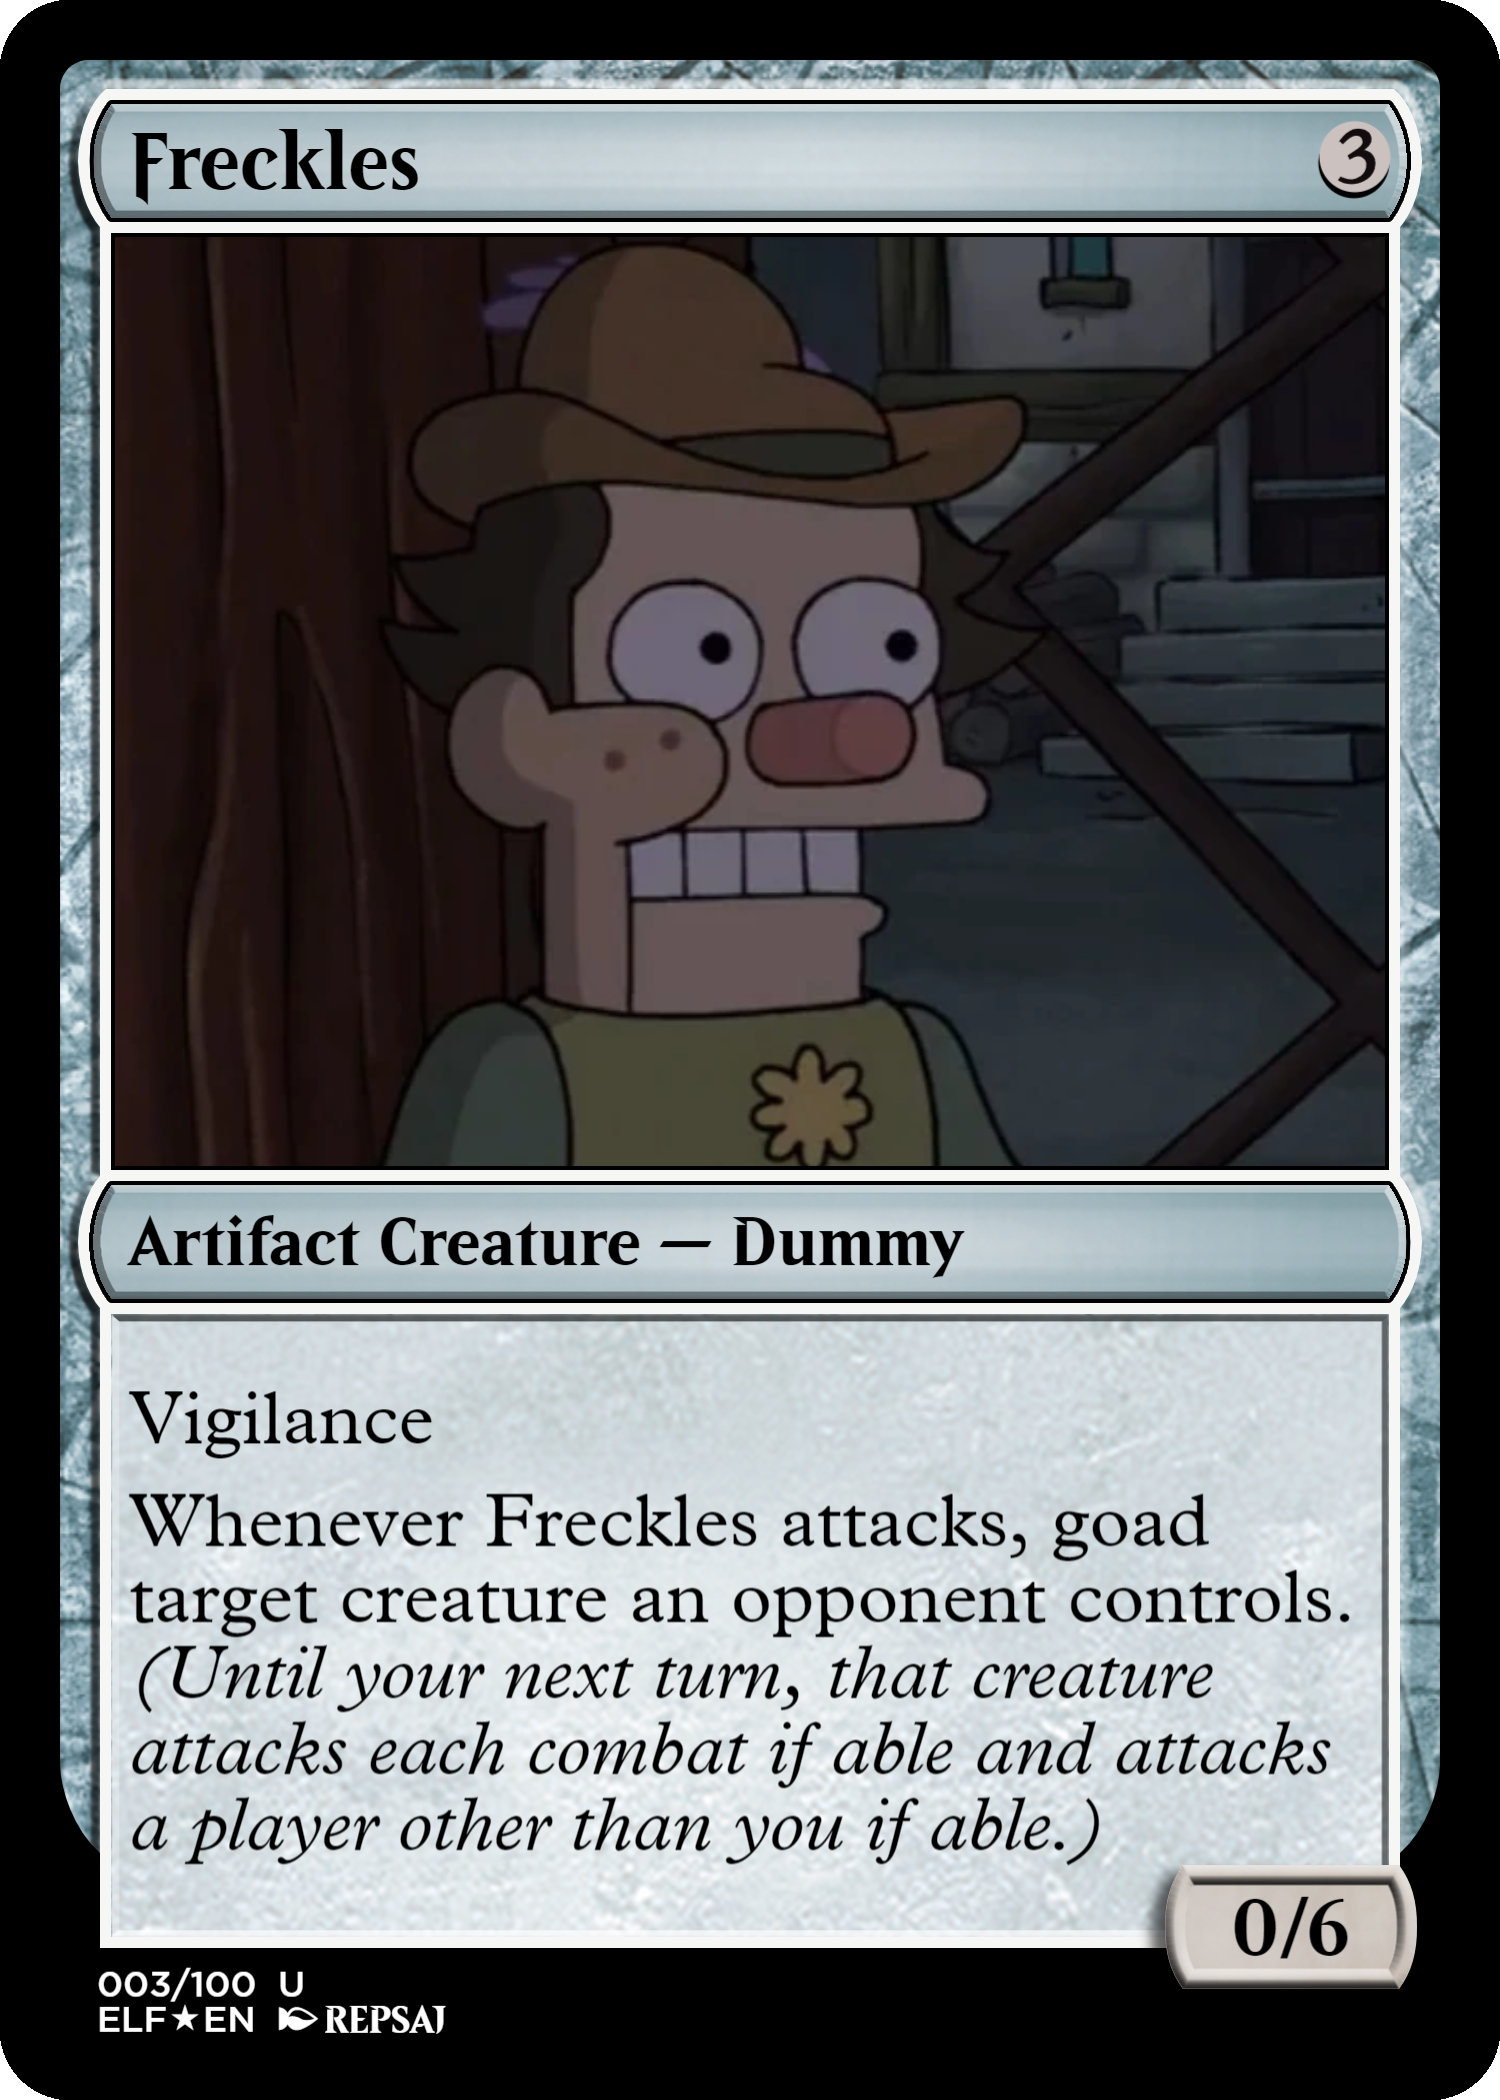 Freckles 3
Artifact Creature — Dummy
Vigilance
Whenever Freckles attacks, goad
target creature an opponent controls.
(Until your next turn, that creature
attacks each combat if able and attacks
a player other than you if able.)
0/6
003/100 U
ELF★EN REPSAJ